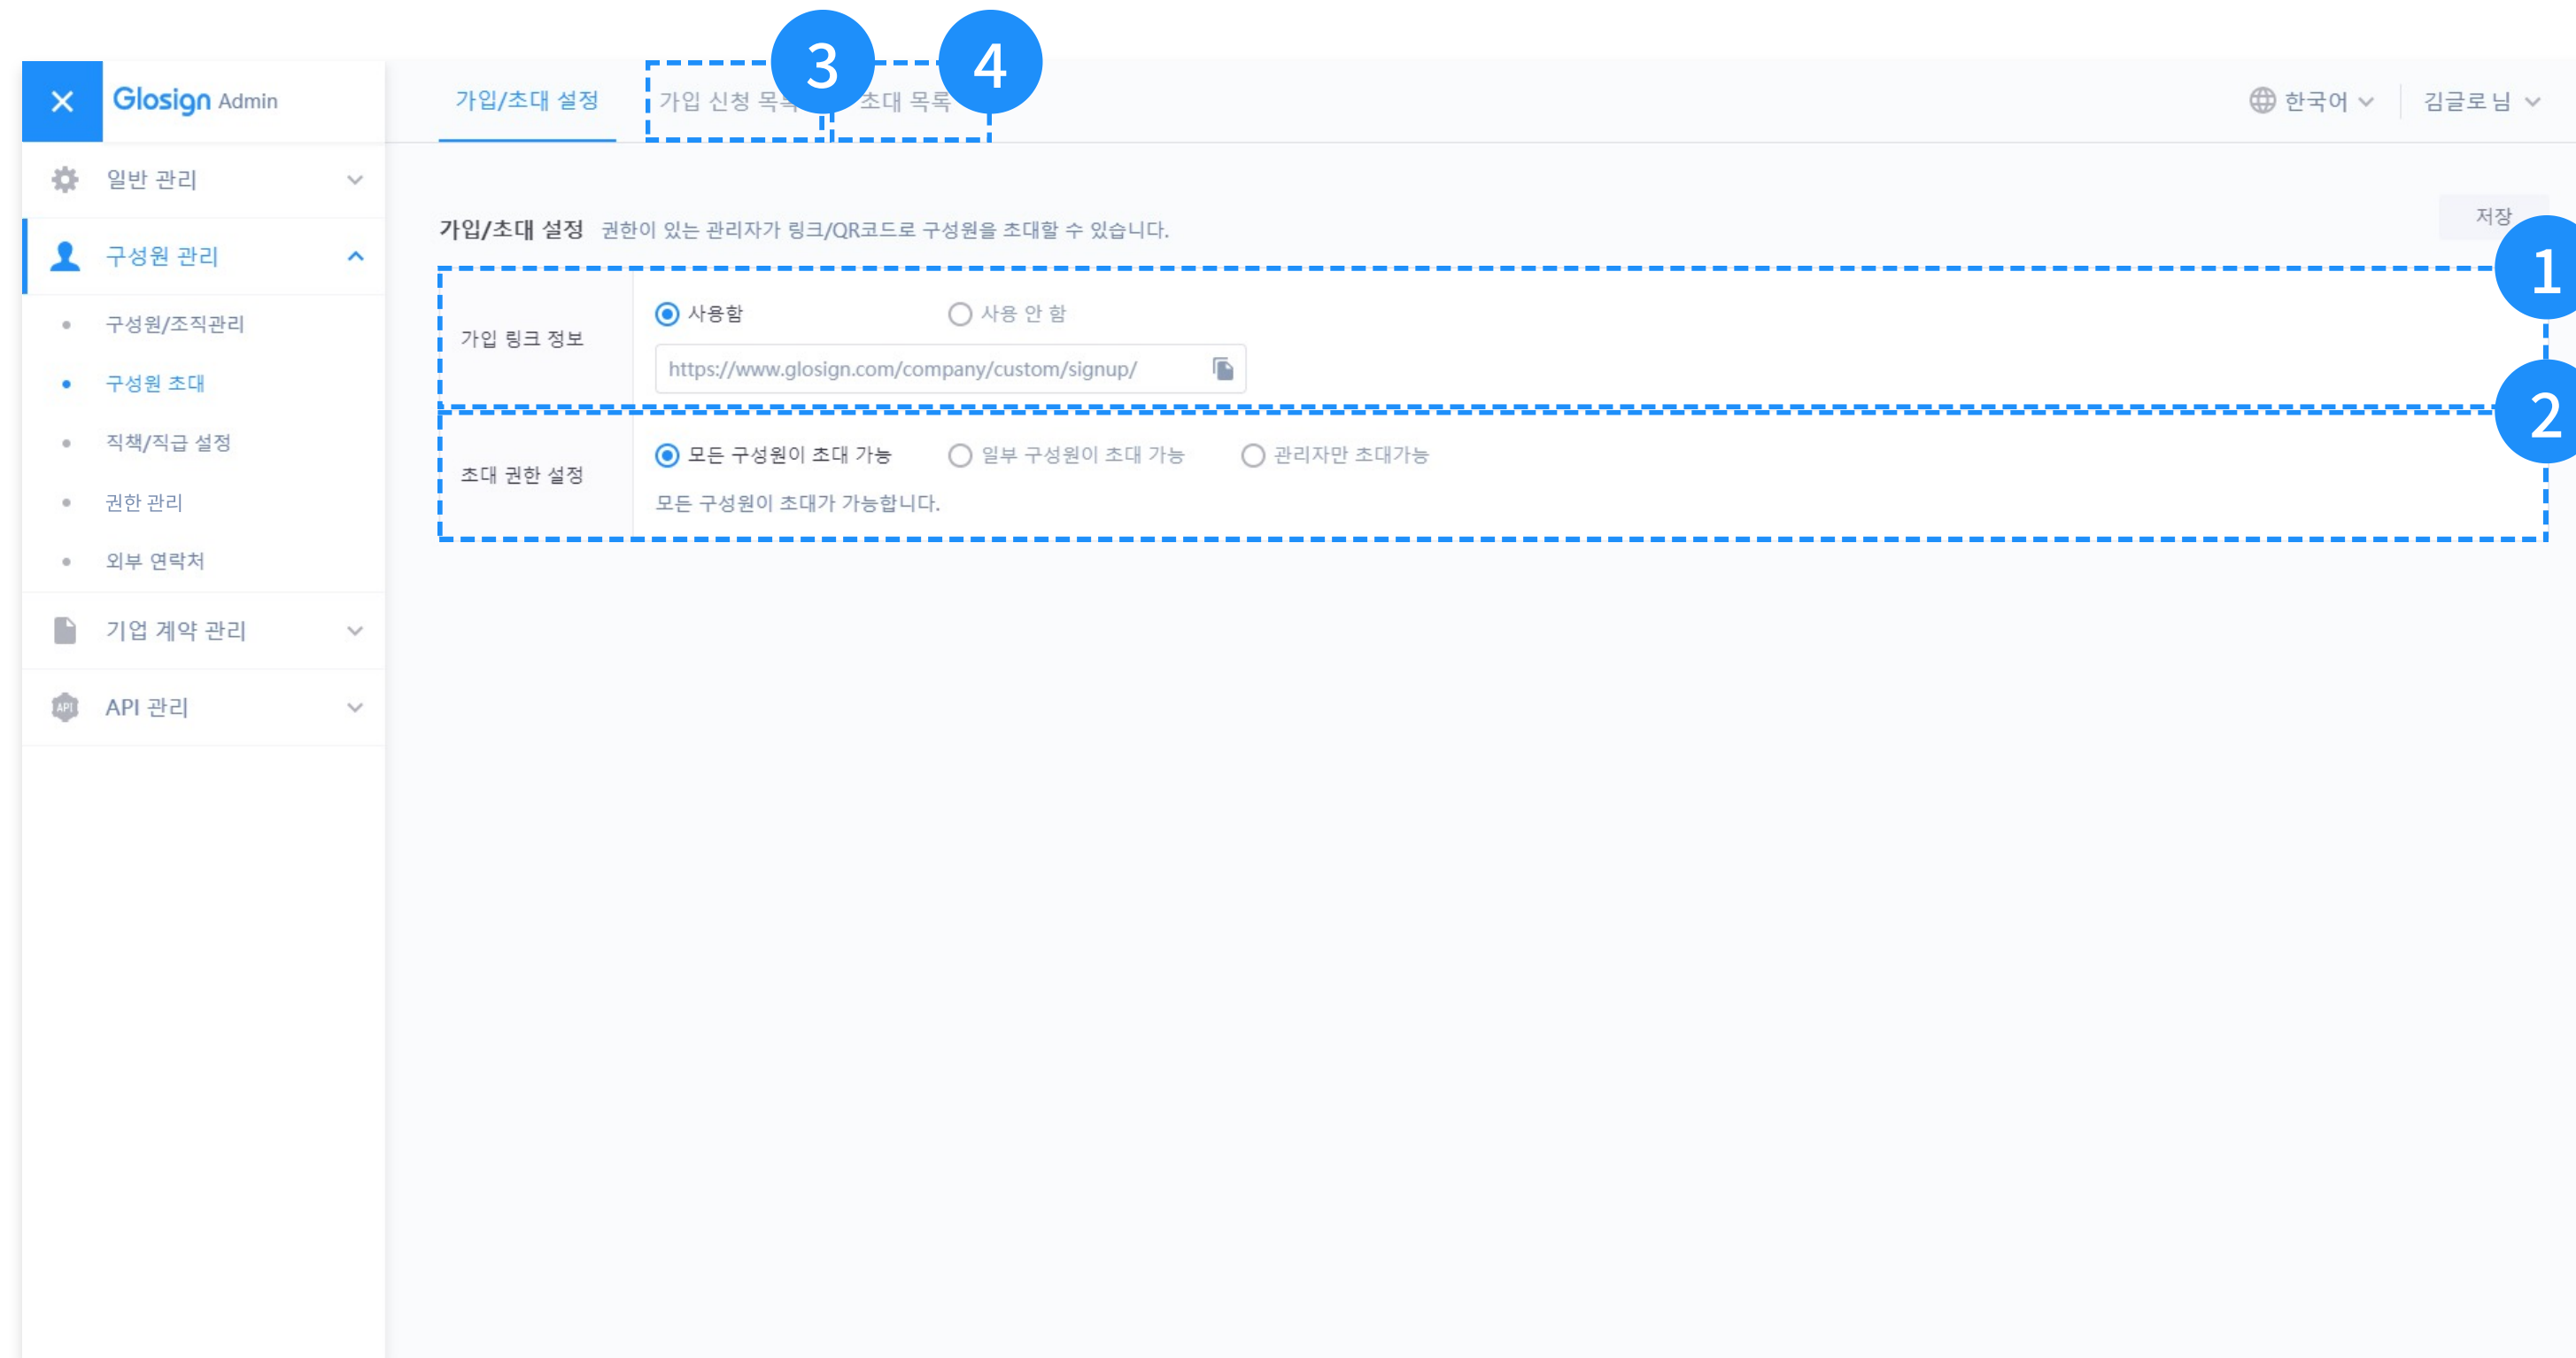 3
4
Glosign Admin
가입/초대 설정
가입 신청 목록
초대 목록
한국어
김글로 님
일반 관리
구성원 관리
구성원/조직관리
구성원 초대
직책/직급 설정
권한 관리
외부 연락처
기업 계약 관리
API
API 관리
가입/초대 설정 권한이 있는 관리자가 링크/QR코드로 구성원을 초대할 수 있습니다.
저장
1
가입 링크 정보
사용함
사용 안 함
https://www.glosign.com/company/custom/signup/
2
초대 권한 설정
모든 구성원이 초대 가능
일부 구성원이 초대 가능
관리자만 초대가능
모든 구성원이 초대가 가능합니다.